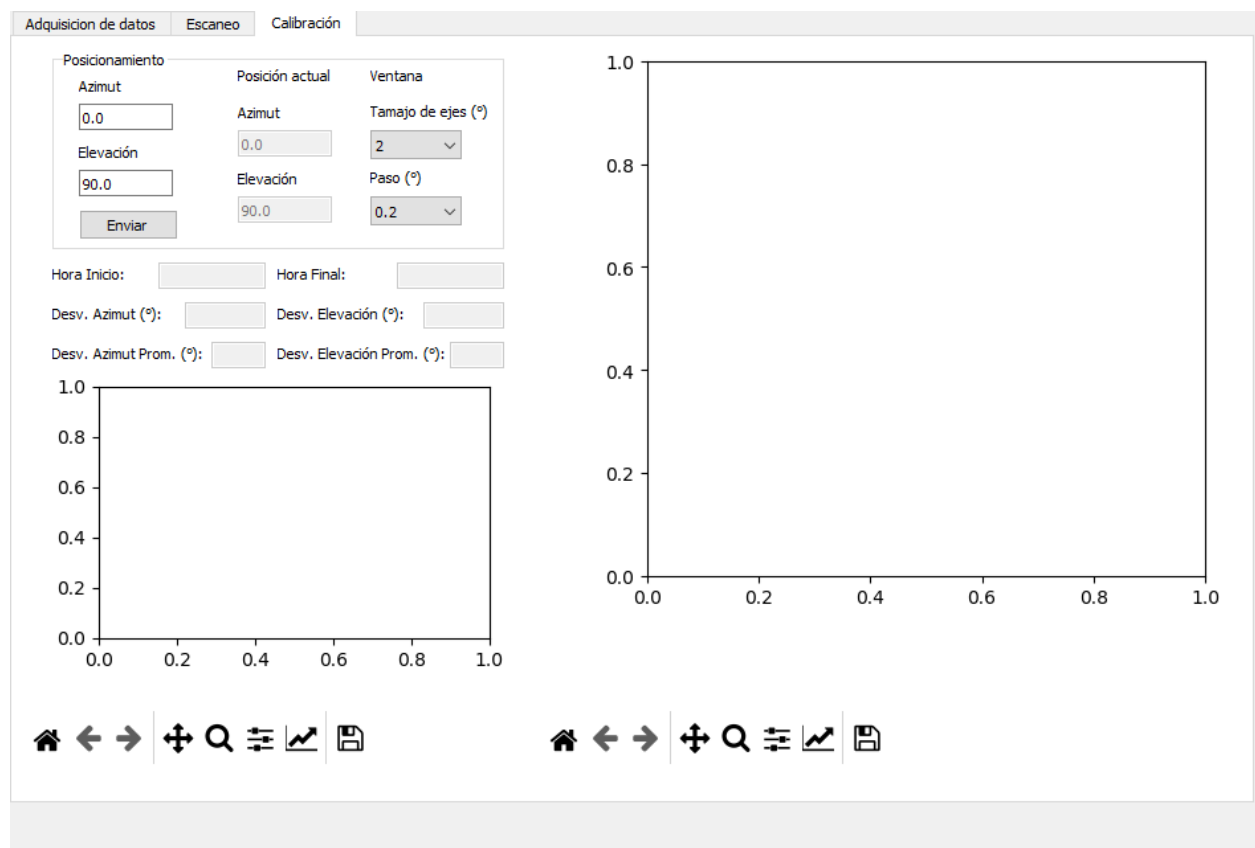 Adquisicion de datos Escaneo Calibración
Posicionamiento
Azimut
0.0
Elevación
90.0
Enviar
Posición actual
Azimut
0.0
Elevación
90.0
Ventana
Tamajo de ejes (º)
2
Paso (º)
0.2
Hora Inicio: Hora Final:
Desv. Azimut (º): Desv. Elevación (º):
Desv. Azimut Prom. (º): Desv. Elevación Prom. (º):
1.0
0.8
0.6
0.4
0.2
0.0
0.0 0.2 0.4 0.6 0.8 1.0
1.0
0.8
0.6
0.4
0.2
0.0
0.0 0.2 0.4 0.6 0.8 1.0